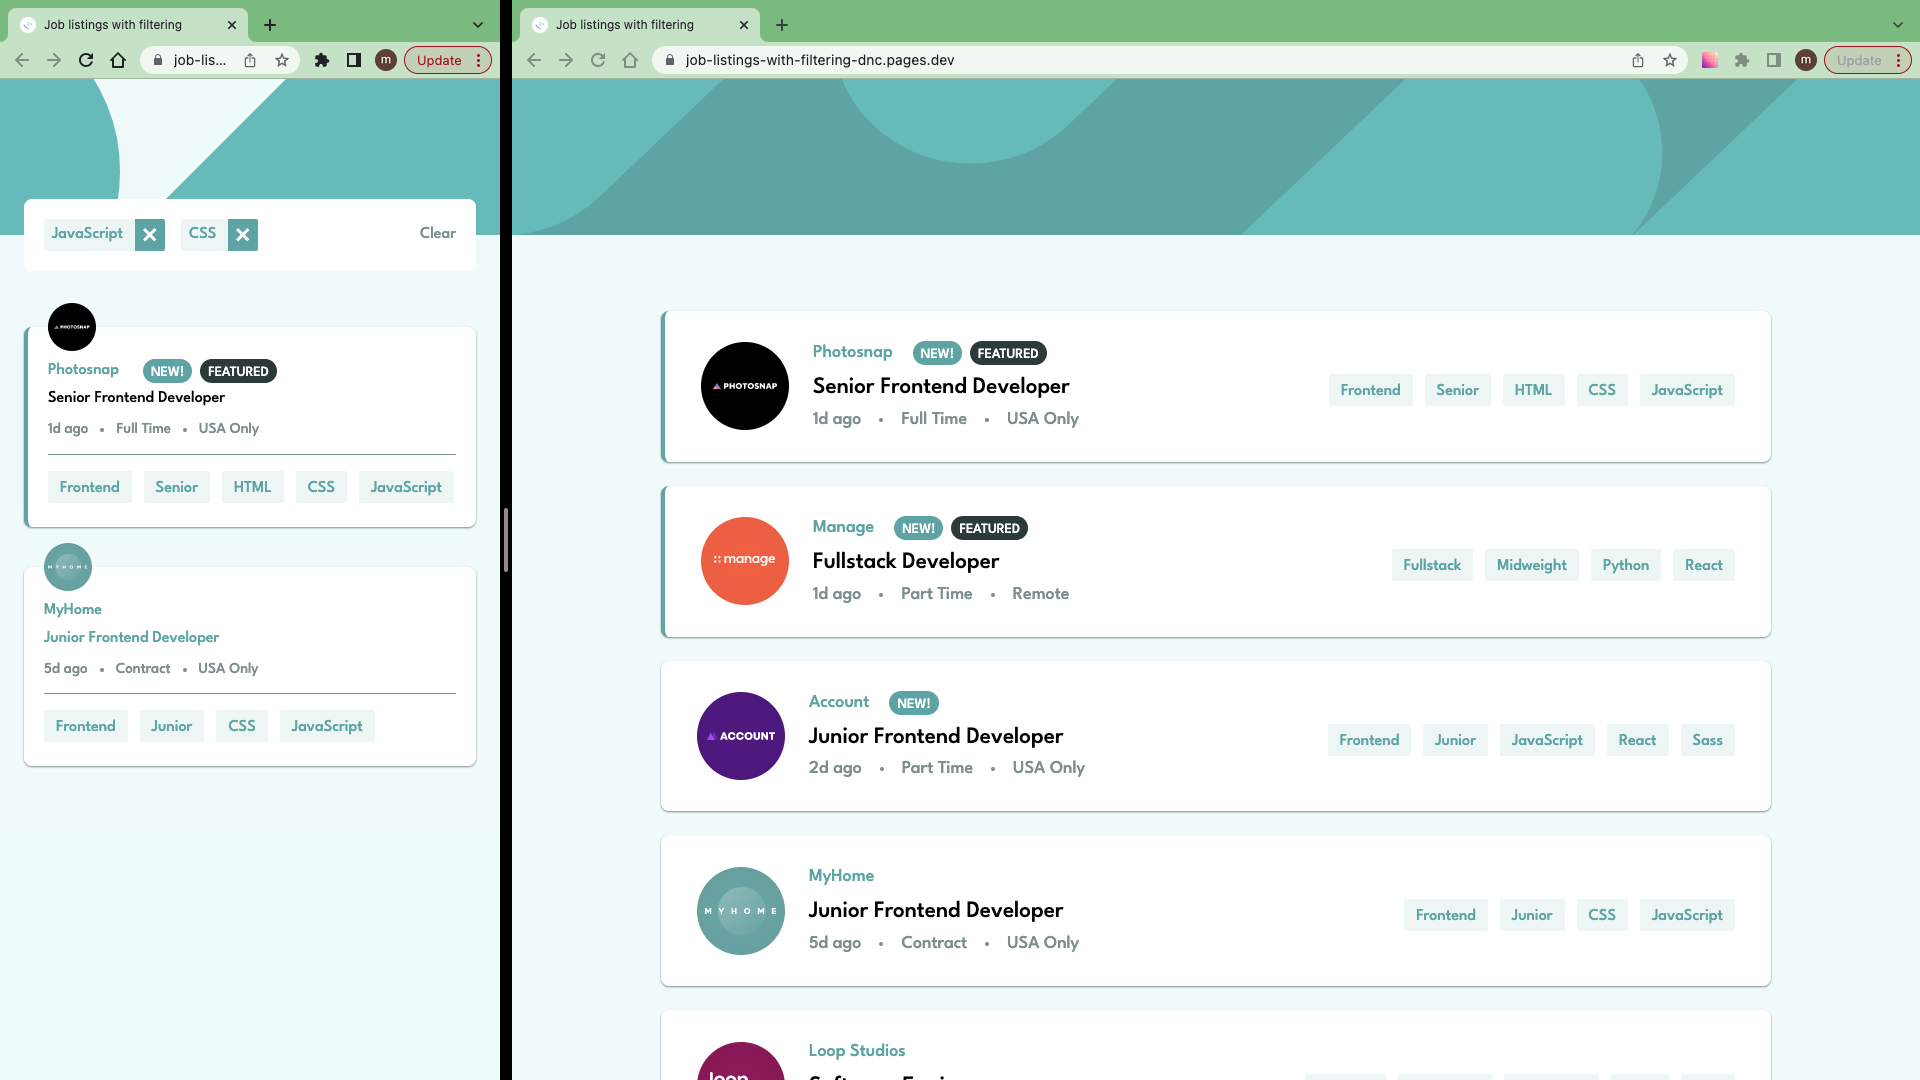 Job listings with filtering
job-lis...
m
Update
JavaScript
CSS
Clear
PHOTOSNAP
Photosnap NEW! FEATURED
Senior Frontend Developer
1d ago • Full Time • USA Only
Frontend Senior HTML CSS JavaScript
MYHOME
MyHome
Junior Frontend Developer
5d ago • Contract • USA Only
Frontend Junior CSS JavaScript
Job listings with filtering
job-listings-with-filtering-dnc.pages.dev
m
Update
PHOTOSNAP
Photosnap NEW! FEATURED
Senior Frontend Developer
1d ago • Full Time • USA Only
Frontend Senior HTML CSS JavaScript
manage
Manage NEW! FEATURED
Fullstack Developer
1d ago • Part Time • Remote
Fullstack Midweight Python React
ACCOUNT
Account NEW!
Junior Frontend Developer
2d ago • Part Time • USA Only
Frontend Junior JavaScript React Sass
MYHOME
MyHome
Junior Frontend Developer
5d ago • Contract • USA Only
Frontend Junior CSS JavaScript
loop
Loop Studios